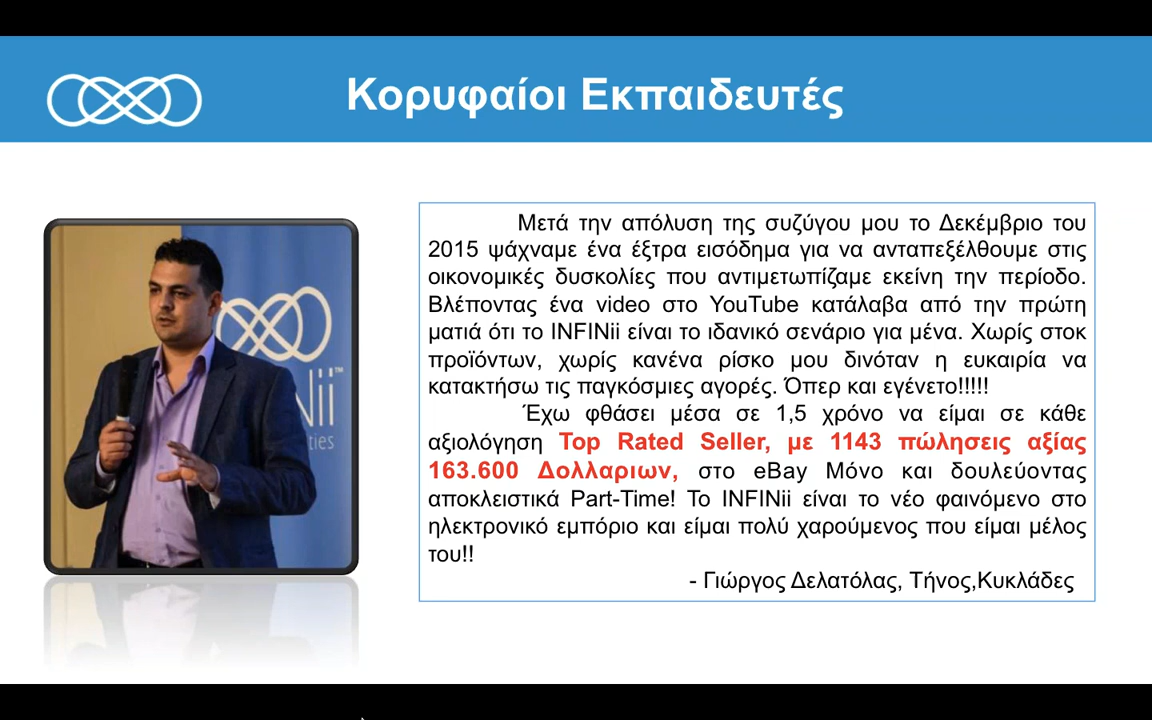 Κορυφαίοι Εκπαιδευτές
Μετά την απόλυση της συζύγου μου το Δεκέμβριο του
2015 ψάχναμε ένα έξτρα εισόδημα για να ανταπεξέλθουμε στις
οικονομικές δυσκολίες που αντιμετωπίζαμε εκείνη την περίοδο.
Βλέποντας ένα video στο YouTube κατάλαβα από την πρώτη
ματιά ότι το INFINii είναι το ιδανικό σενάριο για μένα. Χωρίς στοκ
προϊόντων, χωρίς κανένα ρίσκο μου δινόταν η ευκαιρία να
κατακτήσω τις παγκόσμιες αγορές. Όπερ και εγένετο!!!!!
Έχω φθάσει μέσα σε 1,5 χρόνο να είμαι σε κάθε
αξιολόγηση Top Rated Seller, με 1143 πώλησεις αξίας
163.600 Δολλαριων, στο eBay Μόνο και δουλεύοντας
αποκλειστικά Part-Time! Το INFINii είναι το νέο φαινόμενο στο
ηλεκτρονικό εμπόριο και είμαι πολύ χαρούμενος που είμαι μέλος
του!!
- Γιώργος Δελατόλας, Τήνος,Κυκλάδες